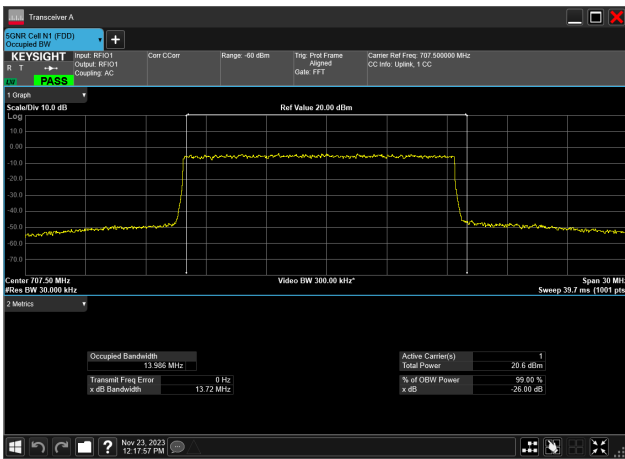 Transceiver A
5GNR Cell N1 (FDD)
Occupied BW
KEYSIGHT
R T
LXI
PASS
Input: RFIO1
Output: RFIO1
Coupling: AC
Corr CCorr
Range: -60 dBm
Trig: Prot Frame
Aligned
Gate: FFT
Carrier Ref Freq: 707.500000 MHz
CC Info: Uplink, 1 CC
1 Graph
Scale/Div 10.0 dB
Ref Value 20.00 dBm
Log
10.0
0.00
-10.0
-20.0
-30.0
-40.0
-50.0
-60.0
-70.0
Center 707.50 MHz
Video BW 300.00 kHz*
Span 30 MHz
#Res BW 30.000 kHz
Sweep 39.7 ms (1001 pts
2 Metrics
Occupied Bandwidth
13.986 MHz
Transmit Freq Error 0 Hz
x dB Bandwidth 13.72 MHz
Active Carrier(s) 1
Total Power 20.6 dBm
% of OBW Power 99.00 %
x dB -26.00 dB
Nov 23, 2023
12:17:57 PM